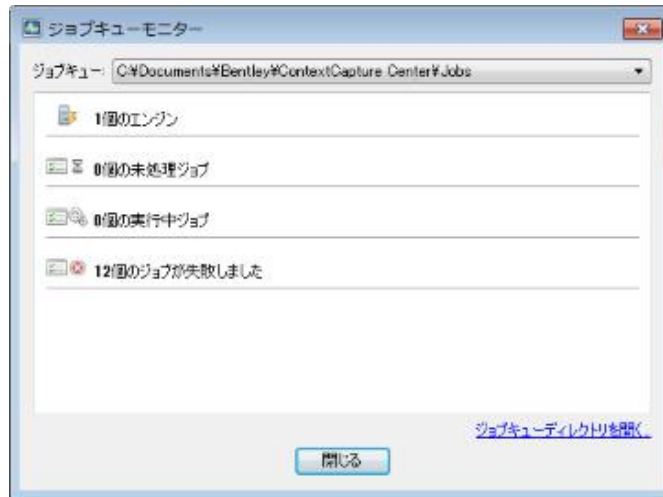 ジョブキューモニター
ジョブキュー: C:¥Documents¥Bentley¥ContextCapture Center¥Jobs
1個のエンジン
0個の未処理ジョブ
0個の実行中ジョブ
12個のジョブが失敗しました
ジョブキューディレクトリを開く...
閉じる